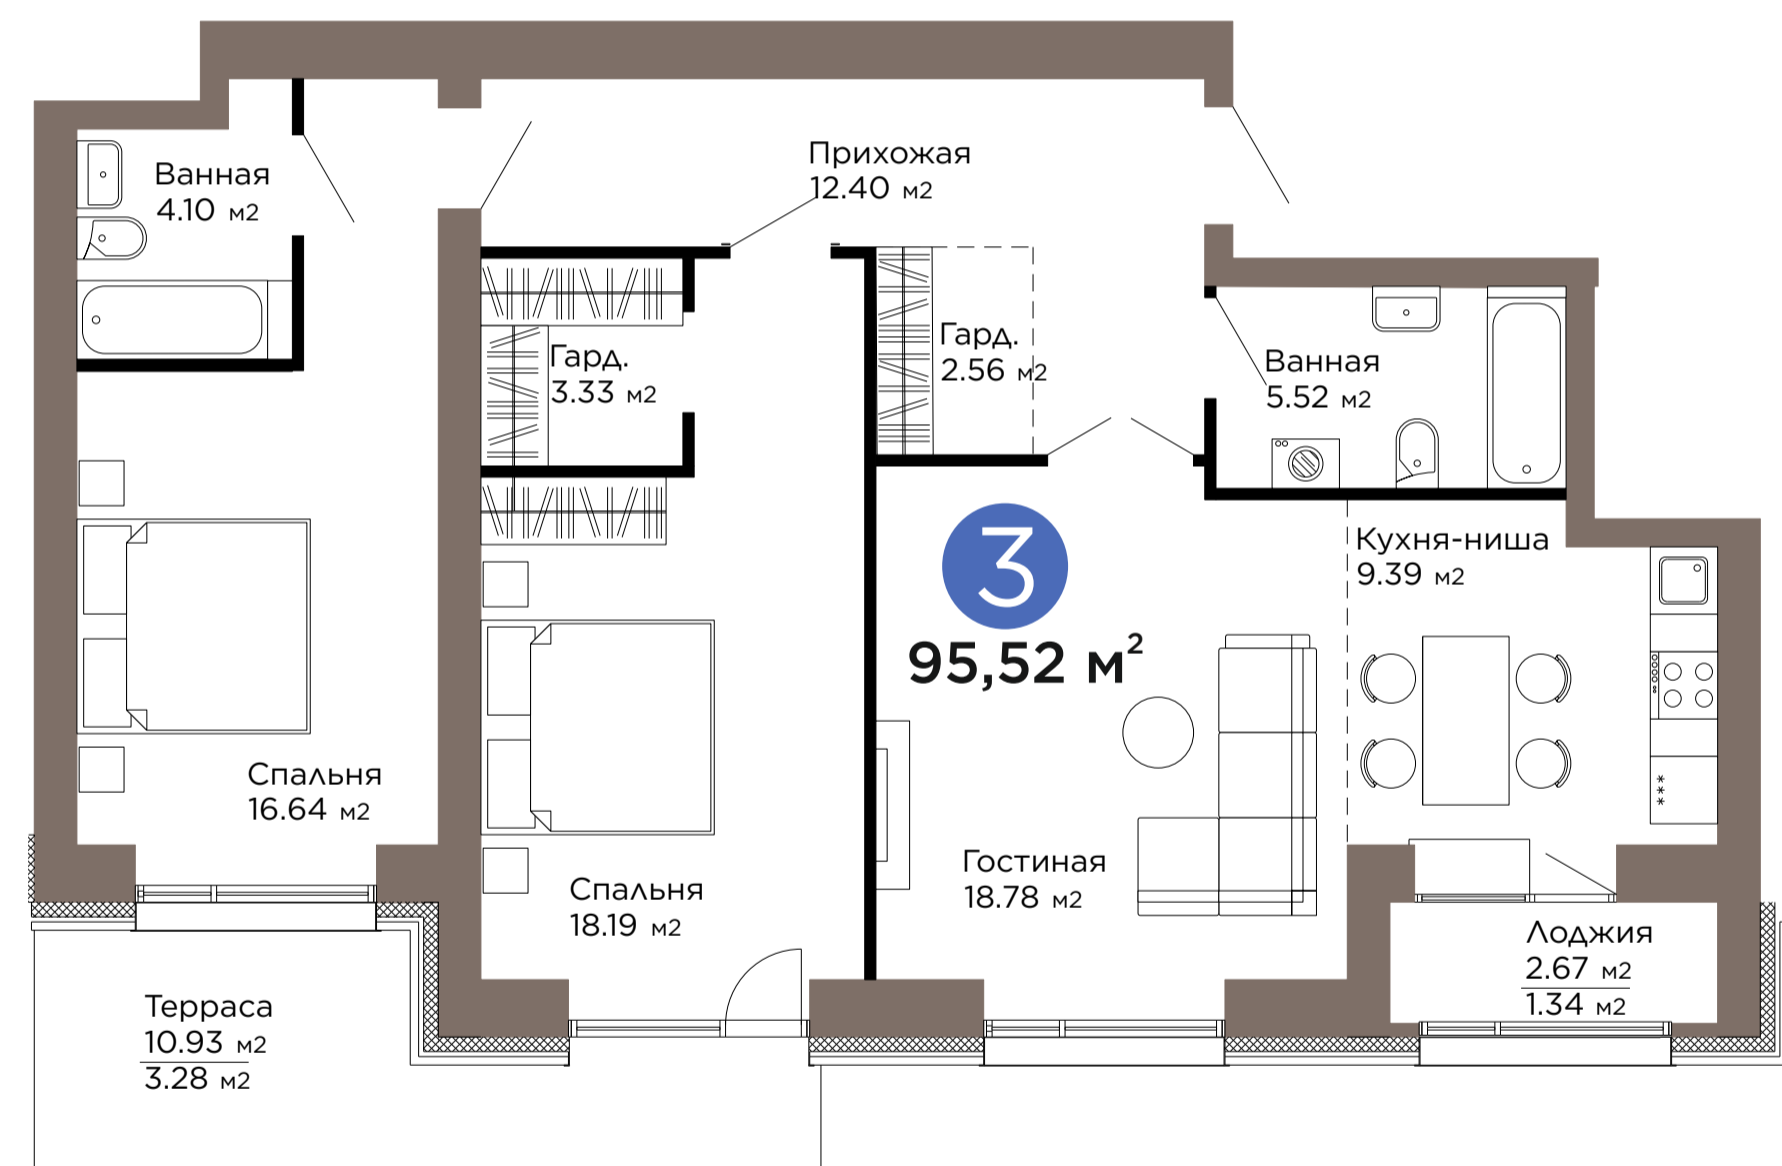 Прихожая
12.40 м2
Ванная
4.10 м2
Гард.
3.33 м2
Гард.
2.56 м2
Ванная
5.52 м2
3
95,52 м²
Кухня-ниша
9.39 м2
Спальня
16.64 м2
Спальня
18.19 м2
Гостиная
18.78 м2
Лоджия
2.67 м2
1.34 м2
Терраса
10.93 м2
3.28 м2